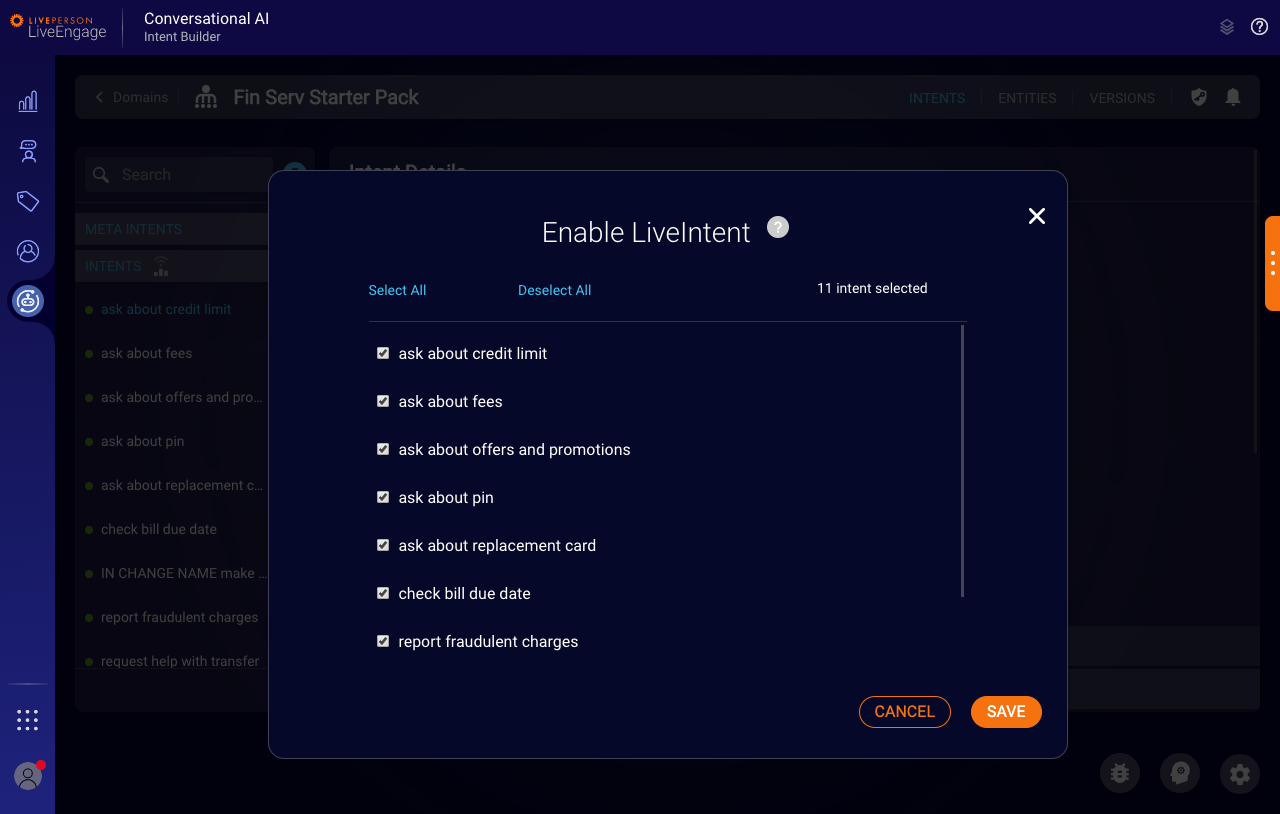 LIVEPERSON
LiveEngage
Conversational AI
Intent Builder
Domains
Fin Serv Starter Pack
INTENTS
ENTITIES
VERSIONS
Search
Intent Details
META INTENTS
INTENTS
ask about credit limit
ask about fees
ask about offers and pro...
ask about pin
ask about replacement c...
check bill due date
IN CHANGE NAME make ...
report fraudulent charges
request help with transfer
Enable LiveIntent ?
Select All
Deselect All
11 intent selected
ask about credit limit
ask about fees
ask about offers and promotions
ask about pin
ask about replacement card
check bill due date
report fraudulent charges
CANCEL
SAVE